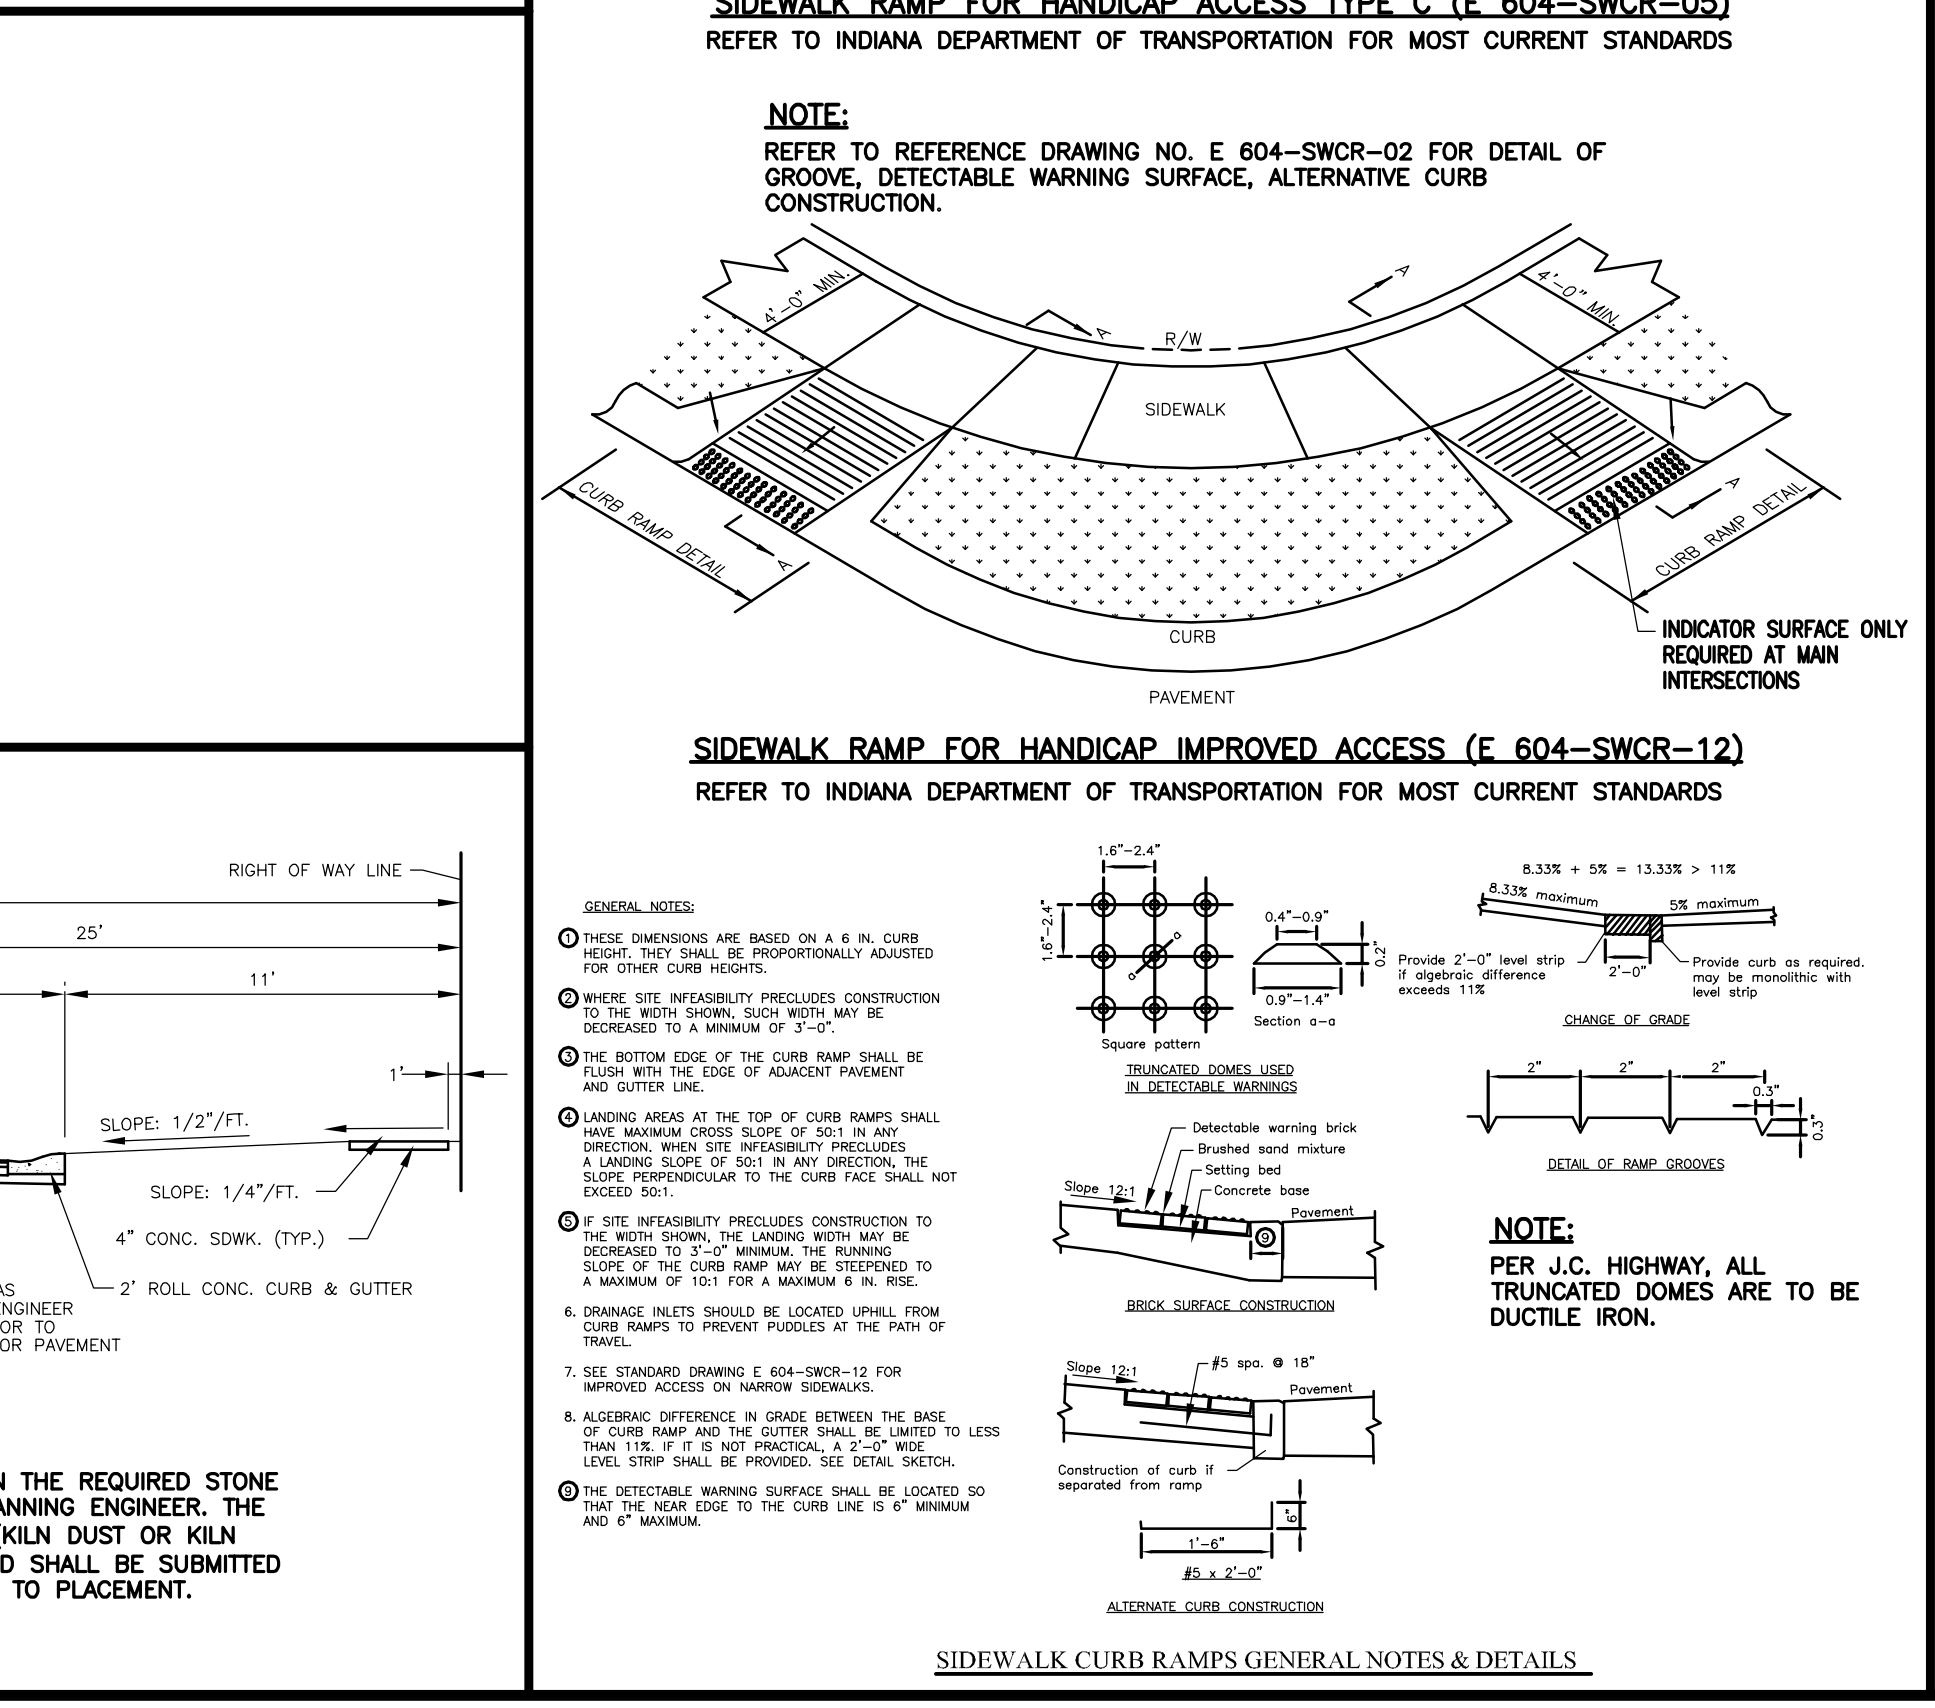 SIDEWALK RAMP FOR HANDICAP ACCESS TYPE C (E 604-SWCR-05)
REFER TO INDIANA DEPARTMENT OF TRANSPORTATION FOR MOST CURRENT STANDARDS
NOTE:
REFER TO REFERENCE DRAWING NO. E 604-SWCR-02 FOR DETAIL OF
GROOVE, DETECTABLE WARNING SURFACE, ALTERNATIVE CURB
CONSTRUCTION.
4'-0" MIN.
A
A
4'-0" MIN.
R/W
SIDEWALK
CURB RAMP DETAIL
A
A
CURB RAMP DETAIL
CURB
PAVEMENT
INDICATOR SURFACE ONLY
REQUIRED AT MAIN
INTERSECTIONS
SIDEWALK RAMP FOR HANDICAP IMPROVED ACCESS (E 604-SWCR-12)
REFER TO INDIANA DEPARTMENT OF TRANSPORTATION FOR MOST CURRENT STANDARDS
RIGHT OF WAY LINE
25'
11'
1'
SLOPE: 1/2"/FT.
SLOPE: 1/4"/FT.
4" CONC. SDWK. (TYP.)
2' ROLL CONC. CURB & GUTTER
AS
ENGINEER
OR TO
OR PAVEMENT
N THE REQUIRED STONE
ANNING ENGINEER. THE
(KILN DUST OR KILN
D SHALL BE SUBMITTED
TO PLACEMENT.
GENERAL NOTES:
1 THESE DIMENSIONS ARE BASED ON A 6 IN. CURB
HEIGHT. THEY SHALL BE PROPORTIONALLY ADJUSTED
FOR OTHER CURB HEIGHTS.
2 WHERE SITE INFEASIBILITY PRECLUDES CONSTRUCTION
TO THE WIDTH SHOWN, SUCH WIDTH MAY BE
DECREASED TO A MINIMUM OF 3'-0".
3 THE BOTTOM EDGE OF THE CURB RAMP SHALL BE
FLUSH WITH THE EDGE OF ADJACENT PAVEMENT
AND GUTTER LINE.
4 LANDING AREAS AT THE TOP OF CURB RAMPS SHALL
HAVE MAXIMUM CROSS SLOPE OF 50:1 IN ANY
DIRECTION. WHEN SITE INFEASIBILITY PRECLUDES
A LANDING SLOPE OF 50:1 IN ANY DIRECTION, THE
SLOPE PERPENDICULAR TO THE CURB FACE SHALL NOT
EXCEED 50:1.
5 IF SITE INFEASIBILITY PRECLUDES CONSTRUCTION TO
THE WIDTH SHOWN, THE LANDING WIDTH MAY BE
DECREASED TO 3'-0" MINIMUM. THE RUNNING
SLOPE OF THE CURB RAMP MAY BE STEEPENED TO
A MAXIMUM OF 10:1 FOR A MAXIMUM 6 IN. RISE.
6. DRAINAGE INLETS SHOULD BE LOCATED UPHILL FROM
CURB RAMPS TO PREVENT PUDDLES AT THE PATH OF
TRAVEL.
7. SEE STANDARD DRAWING E 604-SWCR-12 FOR
IMPROVED ACCESS ON NARROW SIDEWALKS.
8. ALGEBRAIC DIFFERENCE IN GRADE BETWEEN THE BASE
OF CURB RAMP AND THE GUTTER SHALL BE LIMITED TO LESS
THAN 11%. IF IT IS NOT PRACTICAL, A 2'-0" WIDE
LEVEL STRIP SHALL BE PROVIDED. SEE DETAIL SKETCH.
9 THE DETECTABLE WARNING SURFACE SHALL BE LOCATED SO
THAT THE NEAR EDGE TO THE CURB LINE IS 6" MINIMUM
AND 6" MAXIMUM.
1.6"-2.4"
1.6"-2.4"
a
a
Square pattern
0.4"-0.9"
0.2"
0.9"-1.4"
Section a-a
TRUNCATED DOMES USED
IN DETECTABLE WARNINGS
8.33% + 5% = 13.33% > 11%
8.33% maximum
5% maximum
Provide 2'-0" level strip
if algebraic difference
exceeds 11%
2'-0"
Provide curb as required.
may be monolithic with
level strip
CHANGE OF GRADE
2"
2"
2"
0.3"
0.3"
DETAIL OF RAMP GROOVES
Detectable warning brick
Brushed sand mixture
Setting bed
Concrete base
Slope 12:1
Pavement
9
BRICK SURFACE CONSTRUCTION
NOTE:
PER J.C. HIGHWAY, ALL
TRUNCATED DOMES ARE TO BE
DUCTILE IRON.
#5 spa. @ 18"
Slope 12:1
Pavement
Construction of curb if
separated from ramp
6"
1'-6"
#5 x 2'-0"
ALTERNATE CURB CONSTRUCTION
SIDEWALK CURB RAMPS GENERAL NOTES & DETAILS